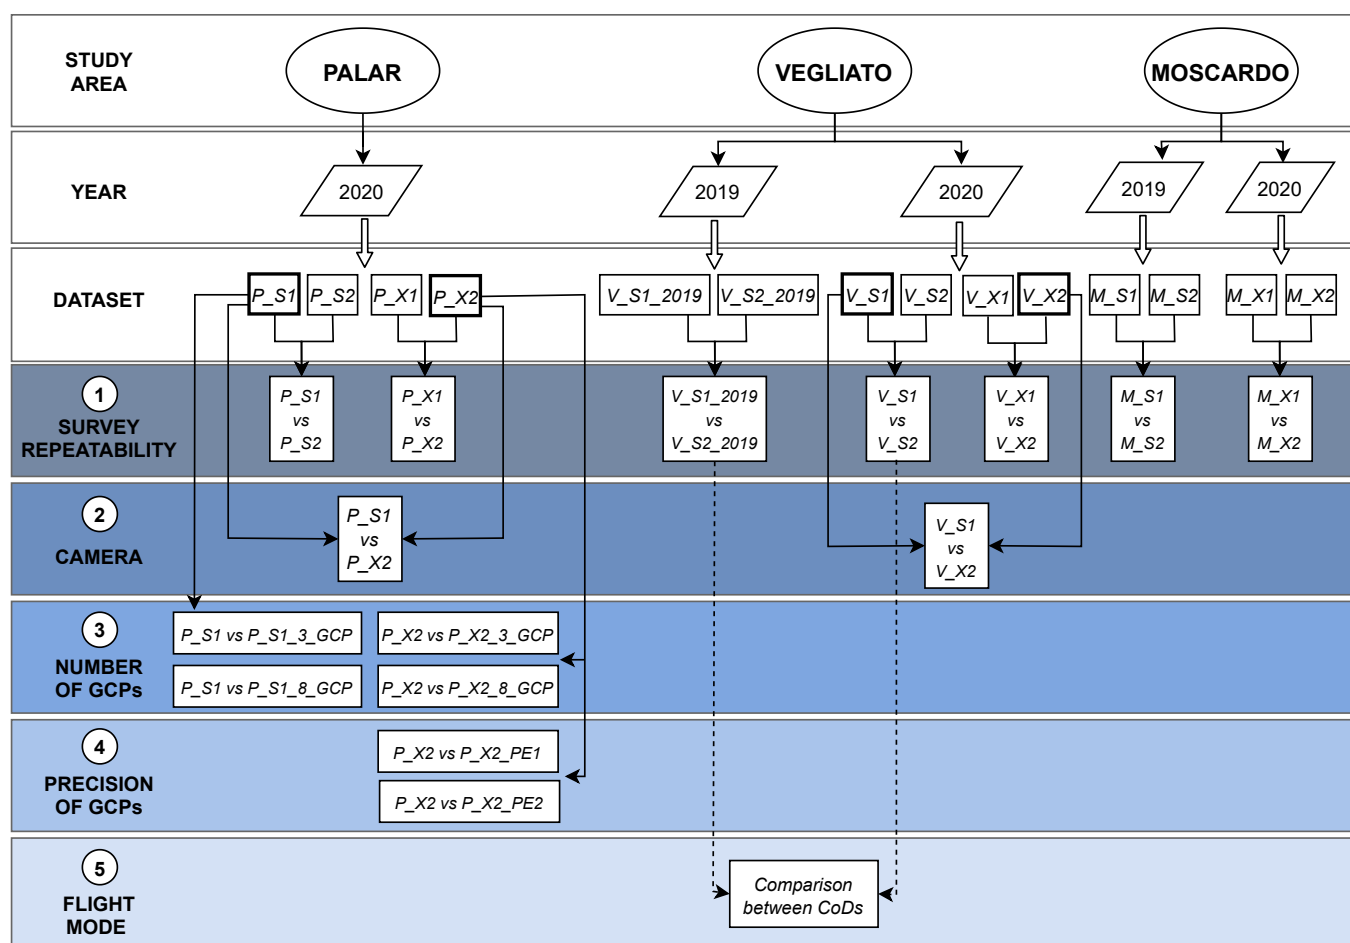 STUDY
AREA
PALAR
VEGLIATO
MOSCARDO
YEAR
2020
2019
2020
2019
2020
DATASET
P_S1
P_S2
P_X1
P_X2
V_S1_2019
V_S2_2019
V_S1
V_S2
V_X1
V_X2
M_S1
M_S2
M_X1
M_X2
1
SURVEY
REPEATABILITY
P_S1
vs
P_S2
P_X1
vs
P_X2
V_S1_2019
vs
V_S2_2019
V_S1
vs
V_S2
V_X1
vs
V_X2
M_S1
vs
M_S2
M_X1
vs
M_X2
2
CAMERA
P_S1
vs
P_X2
V_S1
vs
V_X2
3
NUMBER
OF GCPs
P_S1 vs P_S1_3_GCP
P_X2 vs P_X2_3_GCP
P_S1 vs P_S1_8_GCP
P_X2 vs P_X2_8_GCP
4
PRECISION
OF GCPs
P_X2 vs P_X2_PE1
P_X2 vs P_X2_PE2
5
FLIGHT
MODE
Comparison
between CoDs